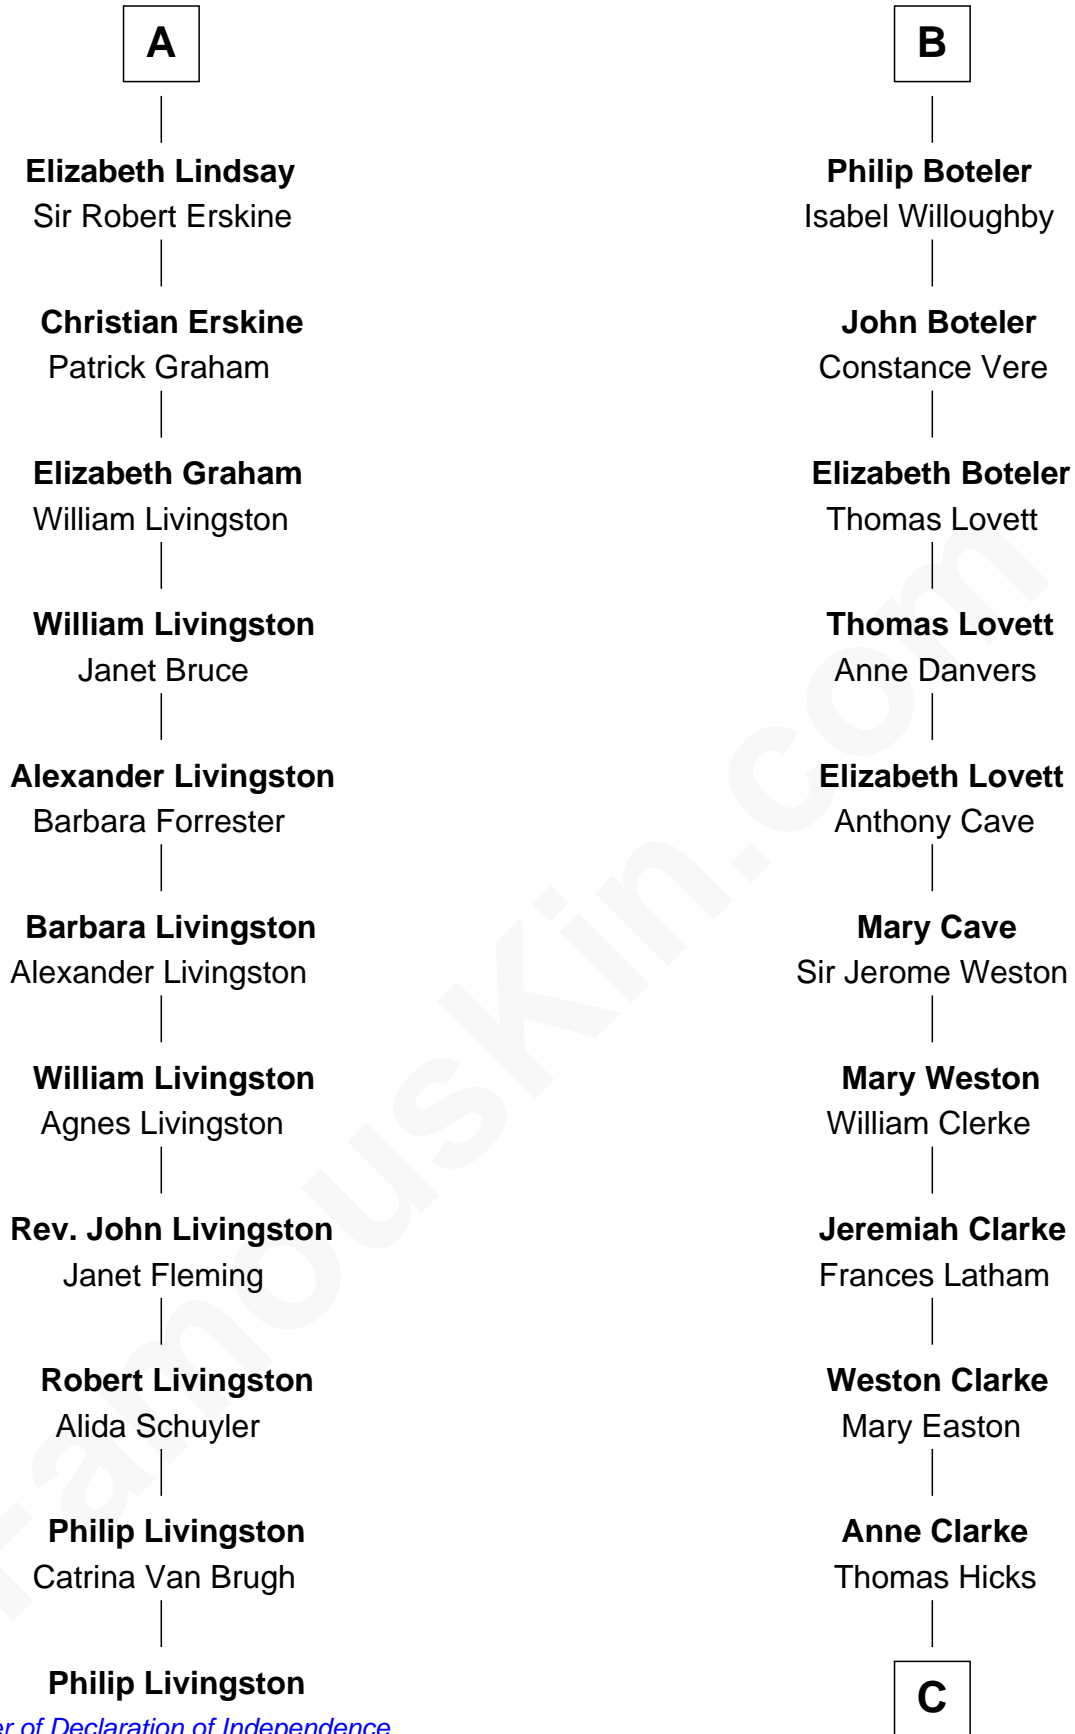 A
Elizabeth Lindsay
Sir Robert Erskine
Christian Erskine
Patrick Graham
Elizabeth Graham
William Livingston
William Livingston
Janet Bruce
Alexander Livingston
Barbara Forrester
Barbara Livingston
Alexander Livingston
William Livingston
Agnes Livingston
Rev. John Livingston
Janet Fleming
Robert Livingston
Alida Schuyler
Philip Livingston
Catrina Van Brugh
Philip Livingston
of Declaration of Independence
B
Philip Boteler
Isabel Willoughby
John Boteler
Constance Vere
Elizabeth Boteler
Thomas Lovett
Thomas Lovett
Anne Danvers
Elizabeth Lovett
Anthony Cave
Mary Cave
Sir Jerome Weston
Mary Weston
William Clerke
Jeremiah Clarke
Frances Latham
Weston Clarke
Mary Easton
Anne Clarke
Thomas Hicks
C
FamousKin.com